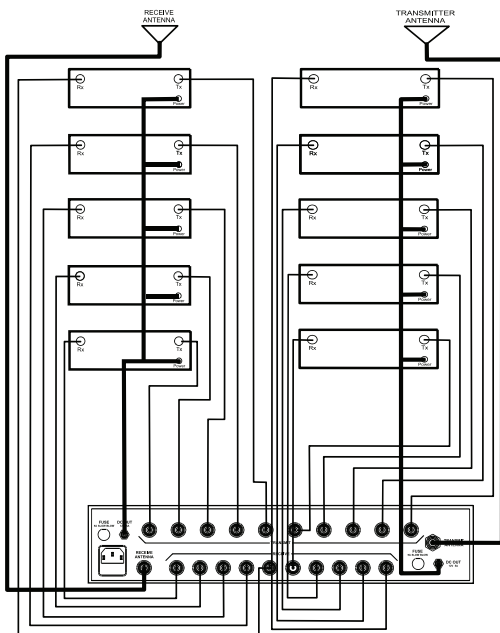 RECEIVE
ANTENNA
TRANSMITTER
ANTENNA
Rx
Tx
Power
Rx
Tx
Power
Rx
Tx
Power
Rx
Tx
Power
Rx
Tx
Power
Rx
Tx
Power
Rx
Tx
Power
Rx
Tx
Power
Rx
Tx
Power
Rx
Tx
Power
FUSE
DC OUT
TRANSMIT
RECEIVE
ANTENNA
RECEIVE
FUSE
DC OUT